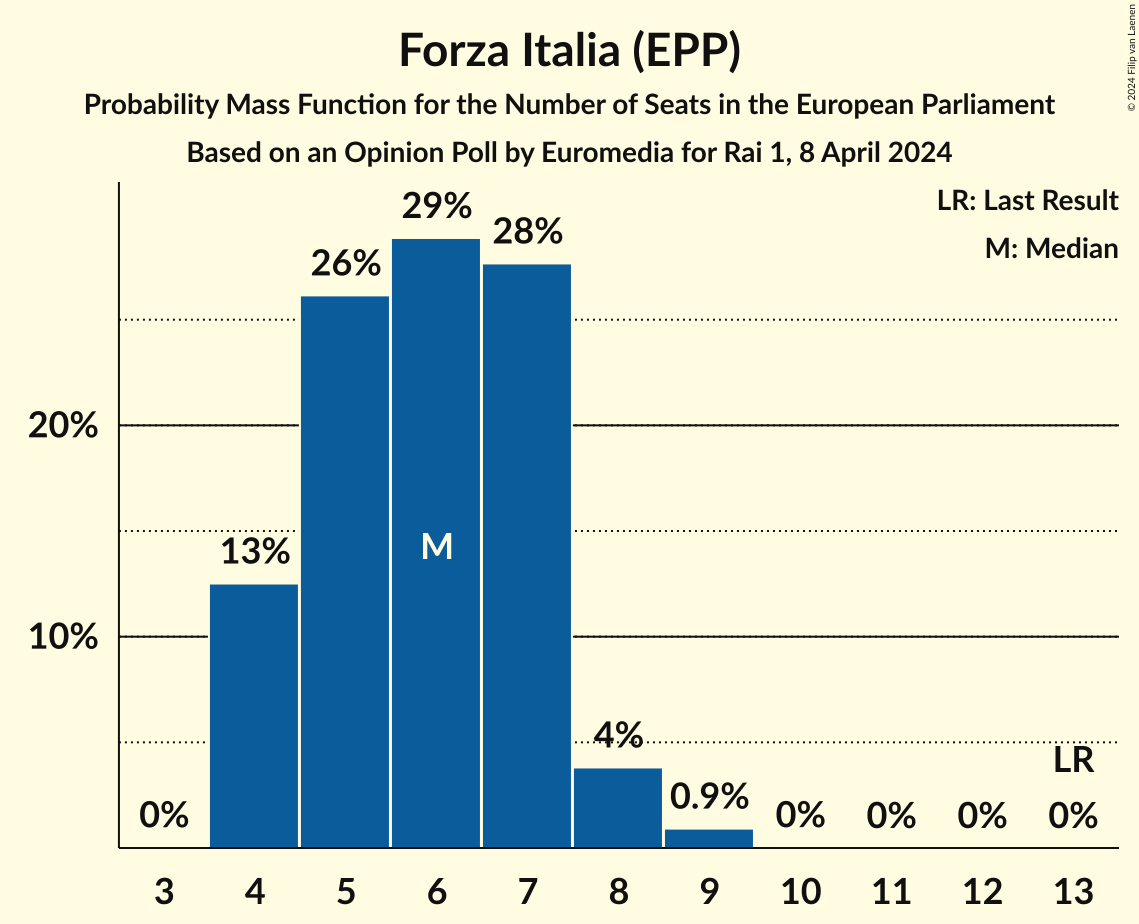 Forza Italia (EPP)
Probability Mass Function for the Number of Seats in the European Parliament
Based on an Opinion Poll by Euromedia for Rai 1, 8 April 2024
© 2024 Filip van Laenen
LR: Last Result
M: Median
20%
10%
0%
13%
26%
29%
28%
4%
0.9%
0%
0%
0%
0%
M
LR
3 4 5 6 7 8 9 10 11 12 13